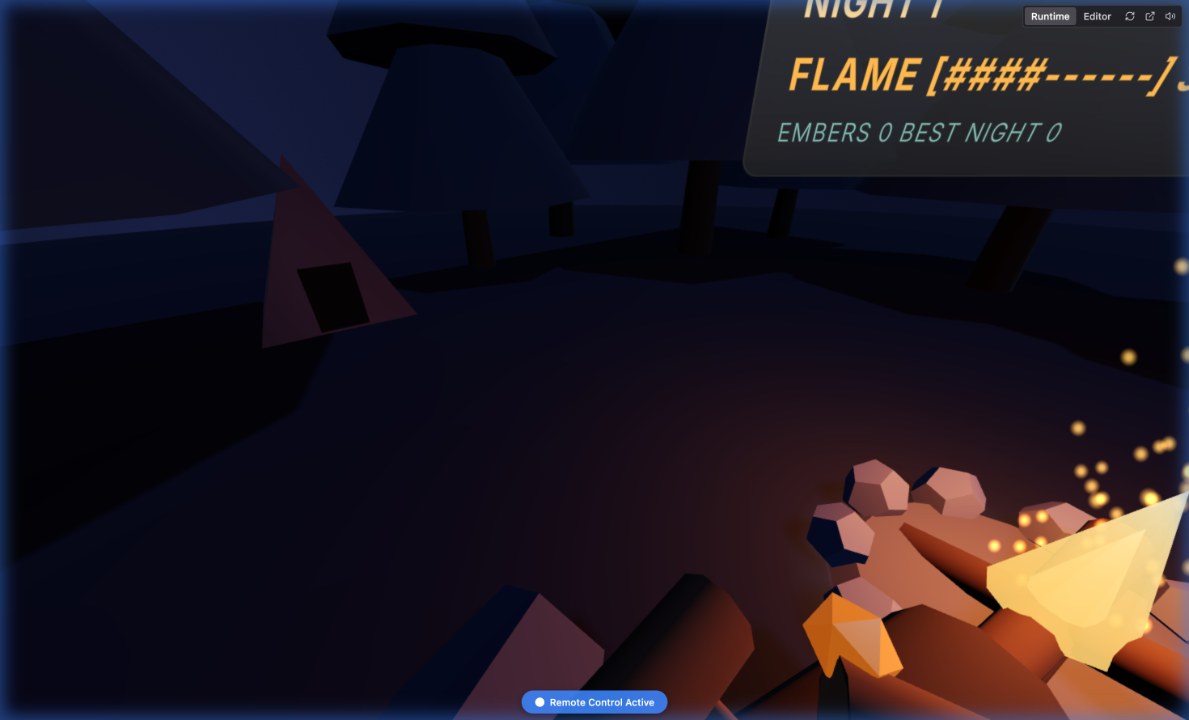 Runtime Editor
NIGHT 1
FLAME [####------]
EMBERS 0 BEST NIGHT 0
Remote Control Active